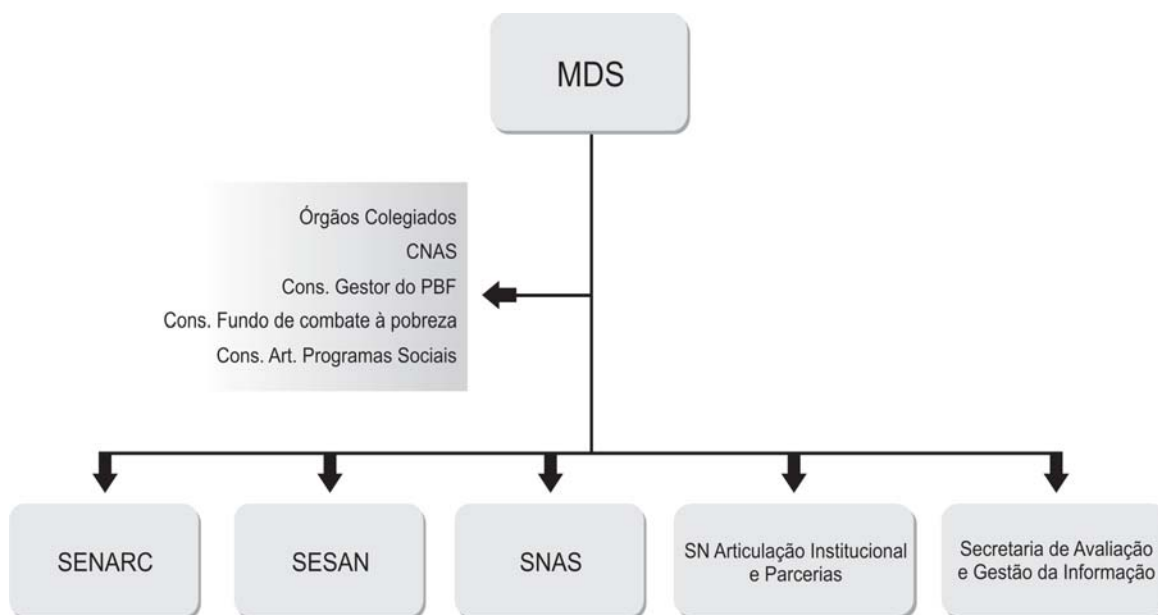 MDS
Órgãos Colegiados
CNAS
Cons. Gestor do PBF
Cons. Fundo de combate à pobreza
Cons. Art. Programas Sociais
SENARC
SESAN
SNAS
SN Articulação Institucional
e Parcerias
Secretaria de Avaliação
e Gestão da Informação